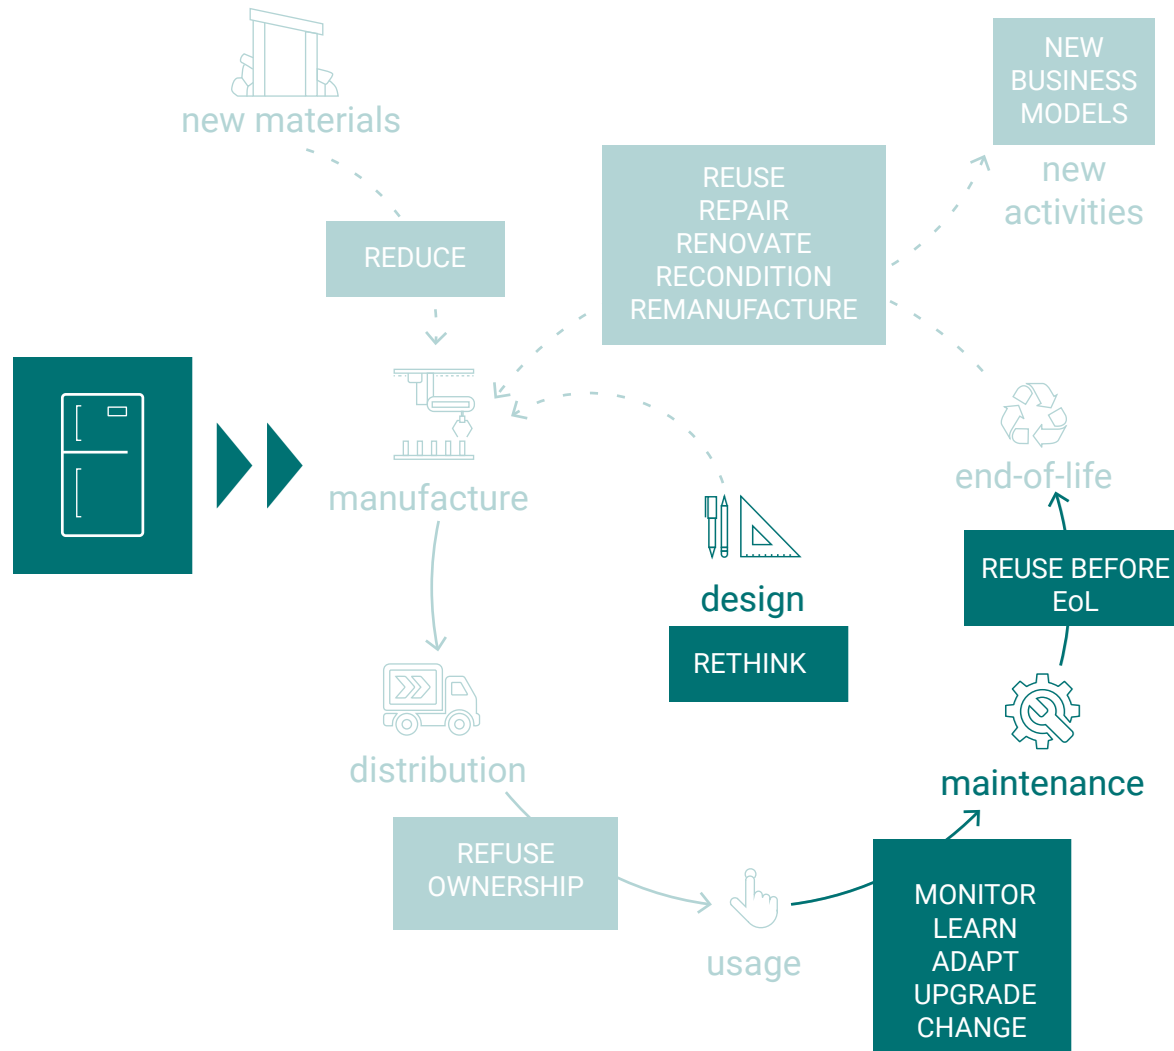 new materials
NEW
BUSINESS
MODELS
new
activities
REUSE
REPAIR
RENOVATE
RECONDITION
REMANUFACTURE
REDUCE
manufacture
end-of-life
design
RETHINK
REUSE BEFORE
EoL
distribution
maintenance
REFUSE
OWNERSHIP
usage
MONITOR
LEARN
ADAPT
UPGRADE
CHANGE